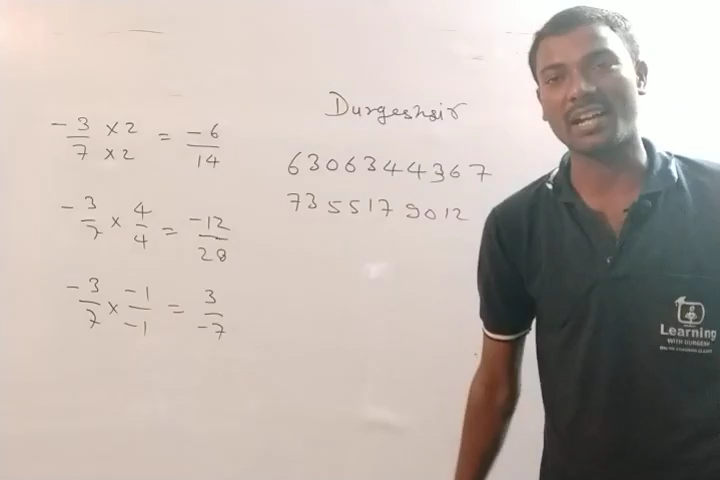 -3/7 ×2/×2 = -6/14
-3/7 × 4/4 = -12/28
-3/7 × -1/-1 = 3/-7
Durgeshsir
6306344367
7355179012
Learning
WITH DURGESH